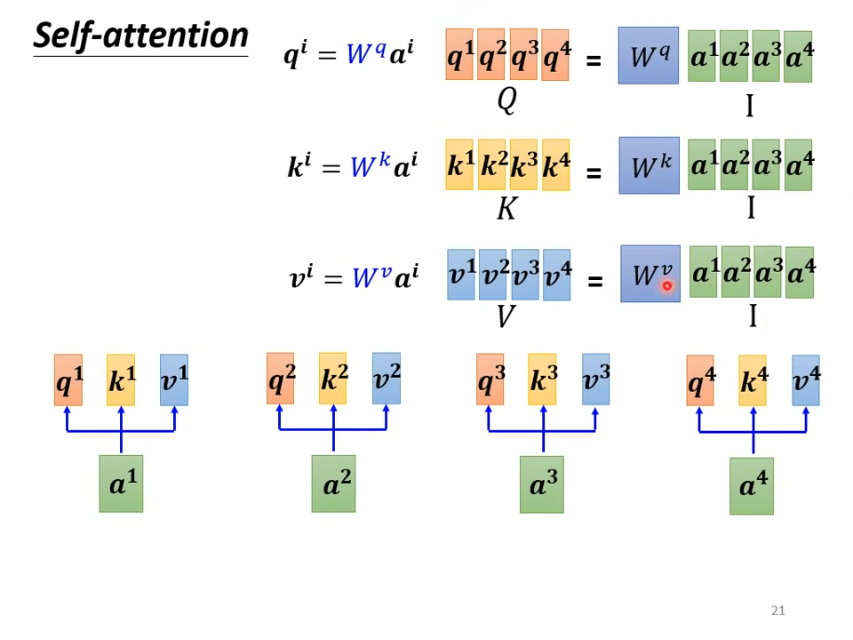 Self-attention
qⁱ = W^q aⁱ q¹ q² q³ q⁴ = W^q a¹ a² a³ a⁴
Q I
kⁱ = W^k aⁱ k¹ k² k³ k⁴ = W^k a¹ a² a³ a⁴
K I
vⁱ = W^v aⁱ v¹ v² v³ v⁴ = W^v a¹ a² a³ a⁴
V I
q¹ k¹ v¹ q² k² v² q³ k³ v³ q⁴ k⁴ v⁴
a¹ a² a³ a⁴
21